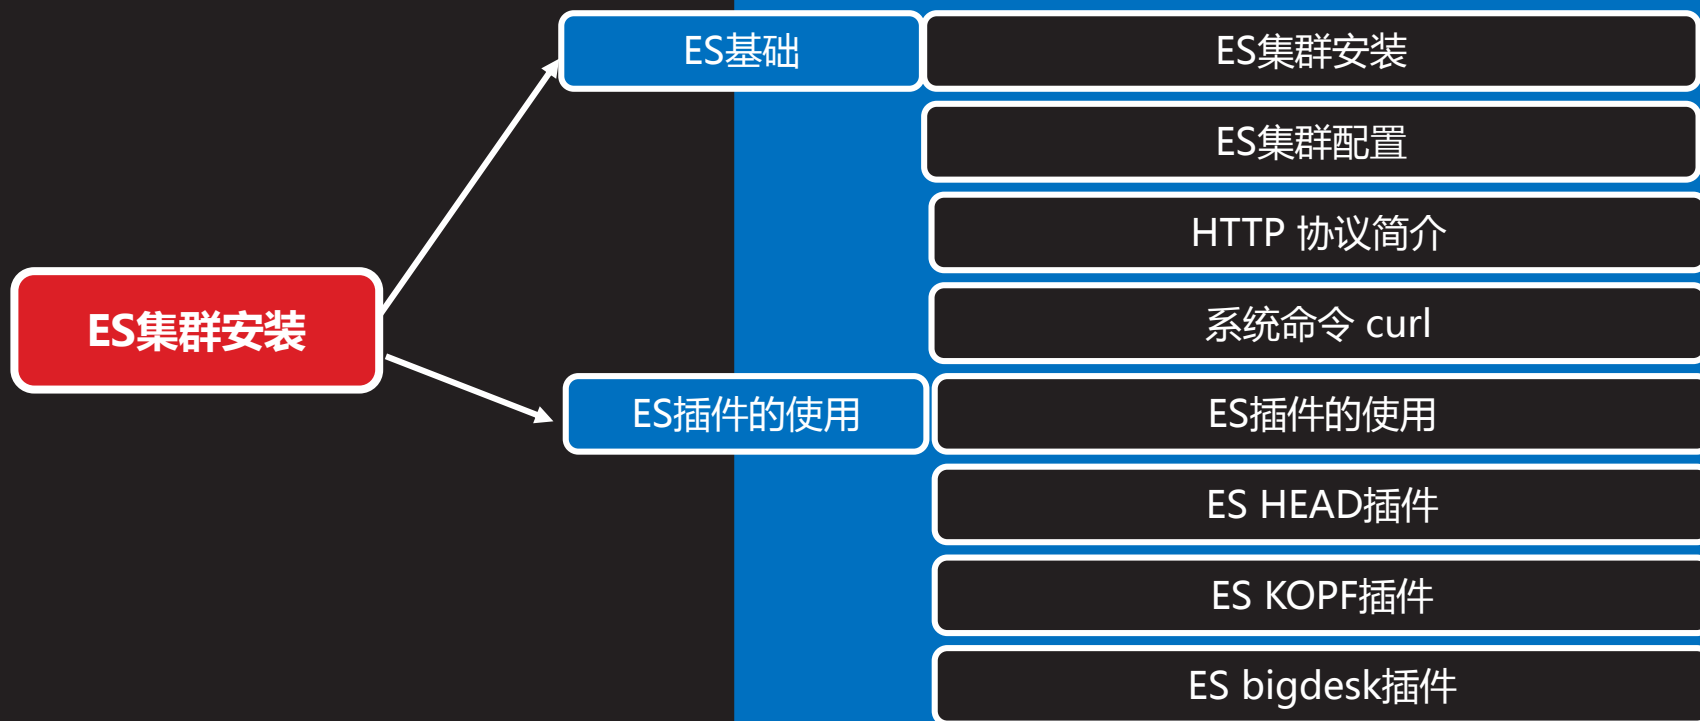 ES集群安装
ES基础
ES集群安装
ES集群配置
HTTP 协议简介
系统命令 curl
ES插件的使用
ES插件的使用
ES HEAD插件
ES KOPF插件
ES bigdesk插件